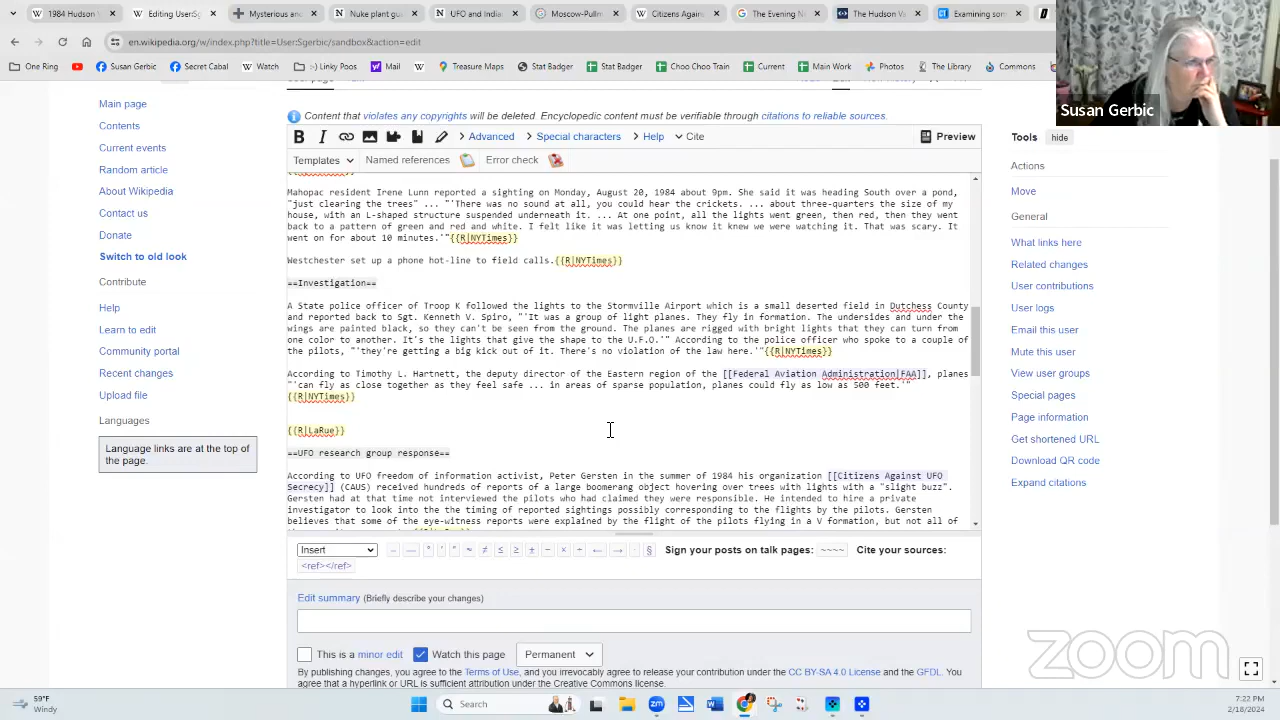 1984 H
Editing UserSg
Mysterious an
Nuke plant gu
UFO and India
Moscow-Pulln
Citizens Agains
The Evening N
The Hudson Va
Examining som
en.wikipedia.org/w/index.php?title=User:Sgerbic/sandbox&action=edit
One Ring
Susan Gerbic
Secret Cabal
Watch
:-) Linky Poos
Mail
Treasure Maps
Stat Badger
Stat Badger
Choo Choo Train
Current
Main Work
The Lion
Commons
Susan Gerbic
Main page
Contents
Current events
Random article
About Wikipedia
Contact us
Donate
Switch to old look
Contribute
Help
Learn to edit
Community portal
Recent changes
Upload file
Languages
Language links are at the top of
the page.
Content that violates any copyrights will be deleted. Encyclopedic content must be verifiable through citations to reliable sources.
B I Advanced Special characters Help Cite Preview
Templates Named references Error check
Mahopac resident Irene Lunn reported a sighting on Monday, August 20, 1984 about 9pm. She said it was heading South over a pond,
"just clearing the trees" ... "'There was no sound at all, you could hear the crickets. ... about three-quarters the size of my
house, with an L-shaped structure suspended underneath it. ... At one point, all the lights went green, then red, then they went
back to a pattern of green and red and white. I felt like it was letting us know it knew we were watching it. That was scary. It
went on for about 10 minutes.'"{{R|NYTimes}}
Westchester set up a phone hot-line to field calls.{{R|NYTimes}}
==Investigation==
A State police officer of Troop K followed the lights to the Stormville Airport which is a small deserted field in Dutchess County
and reported back to Sgt. Kenneth V. Spiro, "'It was a group of light planes. They fly in formation. The undersides and under the
wings are painted black, so they can't be seen from the ground. The planes are rigged with bright lights that they can turn from
one color to another. It's the lights that give the shape to the U.F.O.'" According to the police officer who spoke to a couple of
the pilots, "'they're getting a big kick out of it. There's no violation of the law here.'"{{R|NYTimes}}
According to Timothy L. Hartnett, the deputy director of the Eastern region of the [[Federal Aviation Administration|FAA]], planes
"'can fly as close together as they feel safe ... in areas of sparse population, planes could fly as low as 500 feet.'"
{{R|NYTimes}}
{{R|LaRue}}
==UFO research group response==
According to UFO freedom of information activist, Peter Gersten in the summer of 1984 his organization [[Citizens Against UFO
Secrecy]] (CAUS) received hundreds of reports of a large boomerang object hovering over trees with lights with a "slight buzz".
Gersten had at that time not interviewed the pilots who had claimed they were responsible. He intended to hire a private
investigator to look into the the timing of reported sightings possibly corresponding to the flights by the pilots. Gersten
believes that some of the eye-witness reports were explained by the flight of the pilots flying in a V formation, but not all of
Insert – — ° ′ ″ ≈ ≠ ≤ ≥ ± − × ÷ ← → · § Sign your posts on talk pages: ~~~~ Cite your sources:
<ref></ref>
Edit summary (Briefly describe your changes)
This is a minor edit Watch this page Permanent
By publishing changes, you agree to the Terms of Use, and you irrevocably agree to release your contribution under the CC BY-SA 4.0 License and the GFDL. You
agree that a hyperlink or URL is sufficient attribution under the Creative Commons license.
Tools hide
Actions
Move
General
What links here
Related changes
User contributions
User logs
Email this user
Mute this user
View user groups
Special pages
Page information
Get shortened URL
Download QR code
Expand citations
zoom
59°F
Windy
Search
7:22 PM
2/18/2024